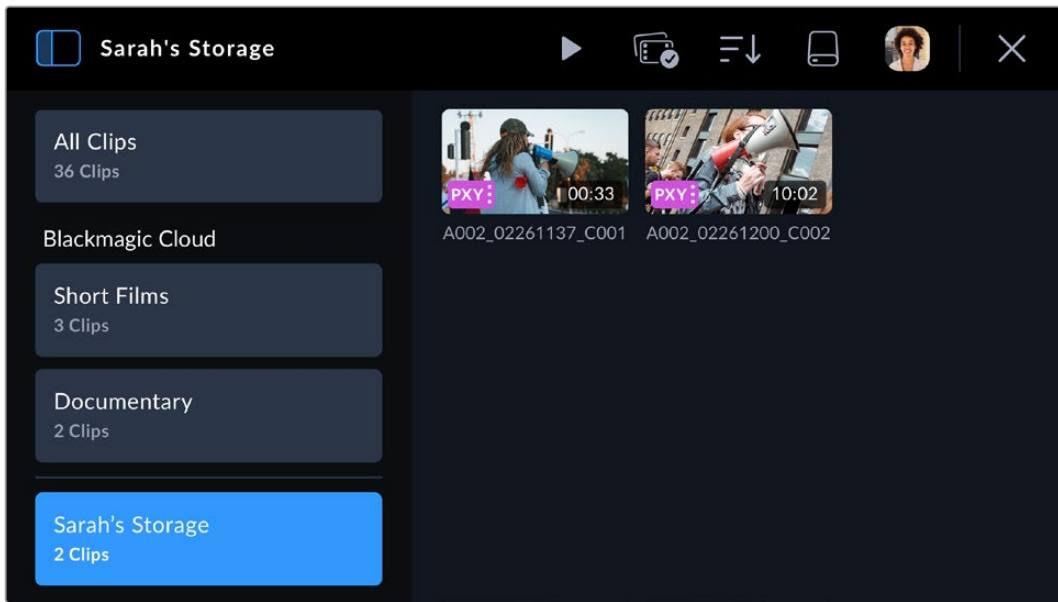 Sarah's Storage
All Clips
36 Clips
Blackmagic Cloud
Short Films
3 Clips
Documentary
2 Clips
Sarah’s Storage
2 Clips
PXY 00:33
A002_02261137_C001
PXY 10:02
A002_02261200_C002